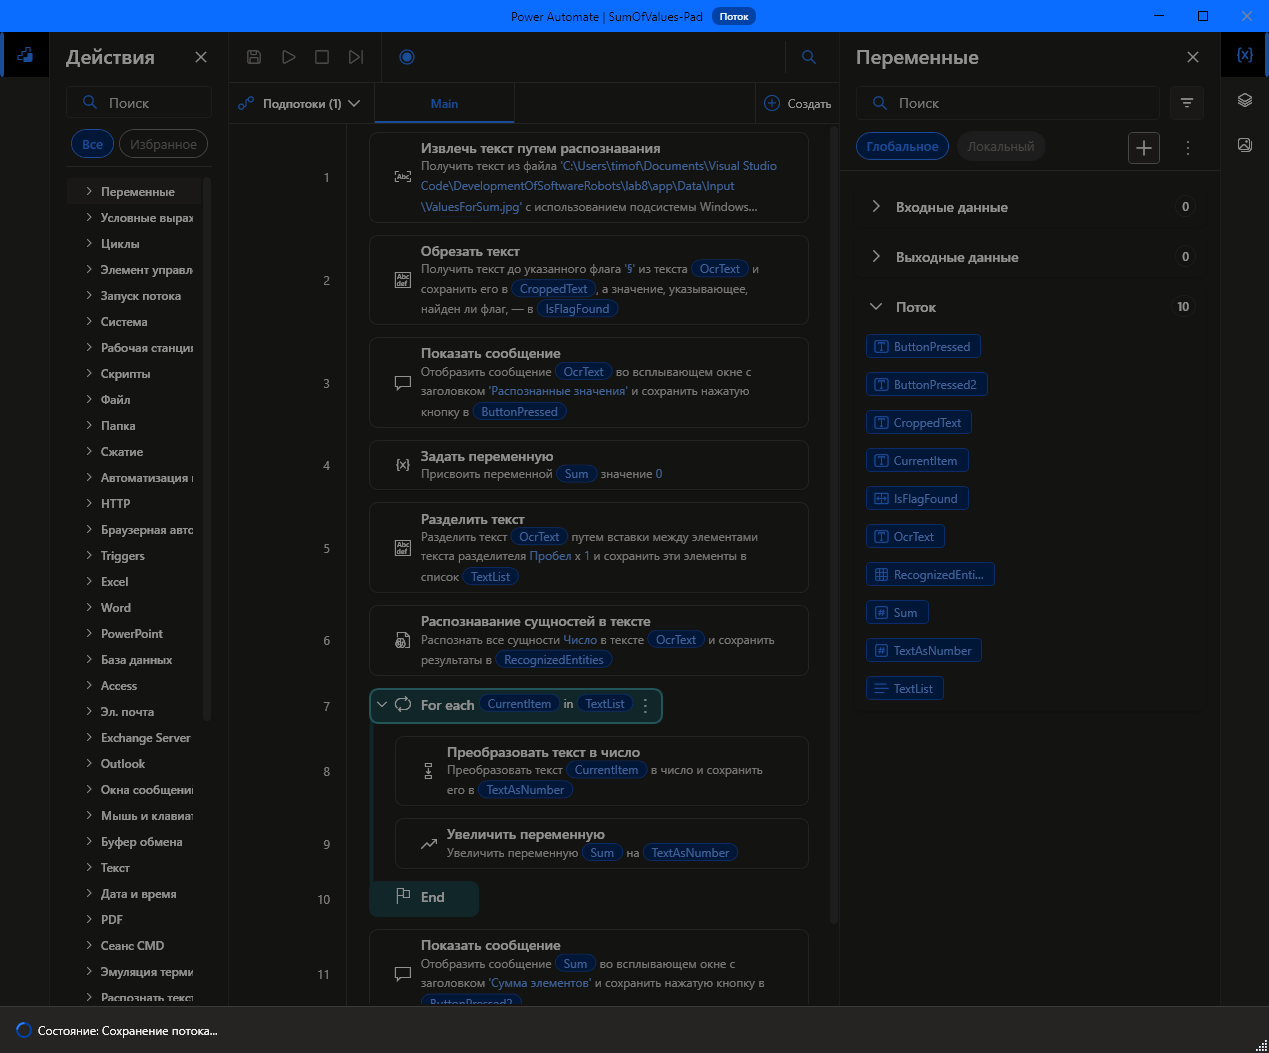 Power Automate | SumOfValues-Pad Поток
Действия
Поиск
Все Избранное
Переменные
Условные вырах
Циклы
Элемент управле
Запуск потока
Система
Рабочая станция
Скрипты
Файл
Папка
Сжатие
Автоматизация
HTTP
Браузерная авто
Triggers
Excel
Word
PowerPoint
База данных
Access
Эл. почта
Exchange Server
Outlook
Окна сообщени
Мышь и клавиат
Буфер обмена
Текст
Дата и время
PDF
Сеанс CMD
Эмуляция терми
Распознать текст
Подпотоки (1) Main Создать
1
Извлечь текст путем распознавания
Получить текст из файла 'C:\Users\timof\Documents\Visual Studio
Code\DevelopmentOfSoftwareRobots\lab8\app\Data\Input
\ValuesForSum.jpg' с использованием подсистемы Windows...
2
Обрезать текст
Получить текст до указанного флага '§' из текста OcrText и
сохранить его в CroppedText , а значение, указывающее,
найден ли флаг, — в IsFlagFound
3
Показать сообщение
Отобразить сообщение OcrText во всплывающем окне с
заголовком 'Распознанные значения' и сохранить нажатую
кнопку в ButtonPressed
4
Задать переменную
Присвоить переменной Sum значение 0
5
Разделить текст
Разделить текст OcrText путем вставки между элементами
текста разделителя Пробел x 1 и сохранить эти элементы в
список TextList
6
Распознавание сущностей в тексте
Распознать все сущности Число в тексте OcrText и сохранить
результаты в RecognizedEntities
7
For each CurrentItem in TextList
8
Преобразовать текст в число
Преобразовать текст CurrentItem в число и сохранить
его в TextAsNumber
9
Увеличить переменную
Увеличить переменную Sum на TextAsNumber
10
End
11
Показать сообщение
Отобразить сообщение Sum во всплывающем окне с
заголовком 'Сумма элементов' и сохранить нажатую кнопку в
ButtonPressed2
Переменные
{x}
Поиск
Глобальное Локальный
Входные данные 0
Выходные данные 0
Поток 10
ButtonPressed
ButtonPressed2
CroppedText
CurrentItem
IsFlagFound
OcrText
RecognizedEnti...
Sum
TextAsNumber
TextList
Состояние: Сохранение потока...